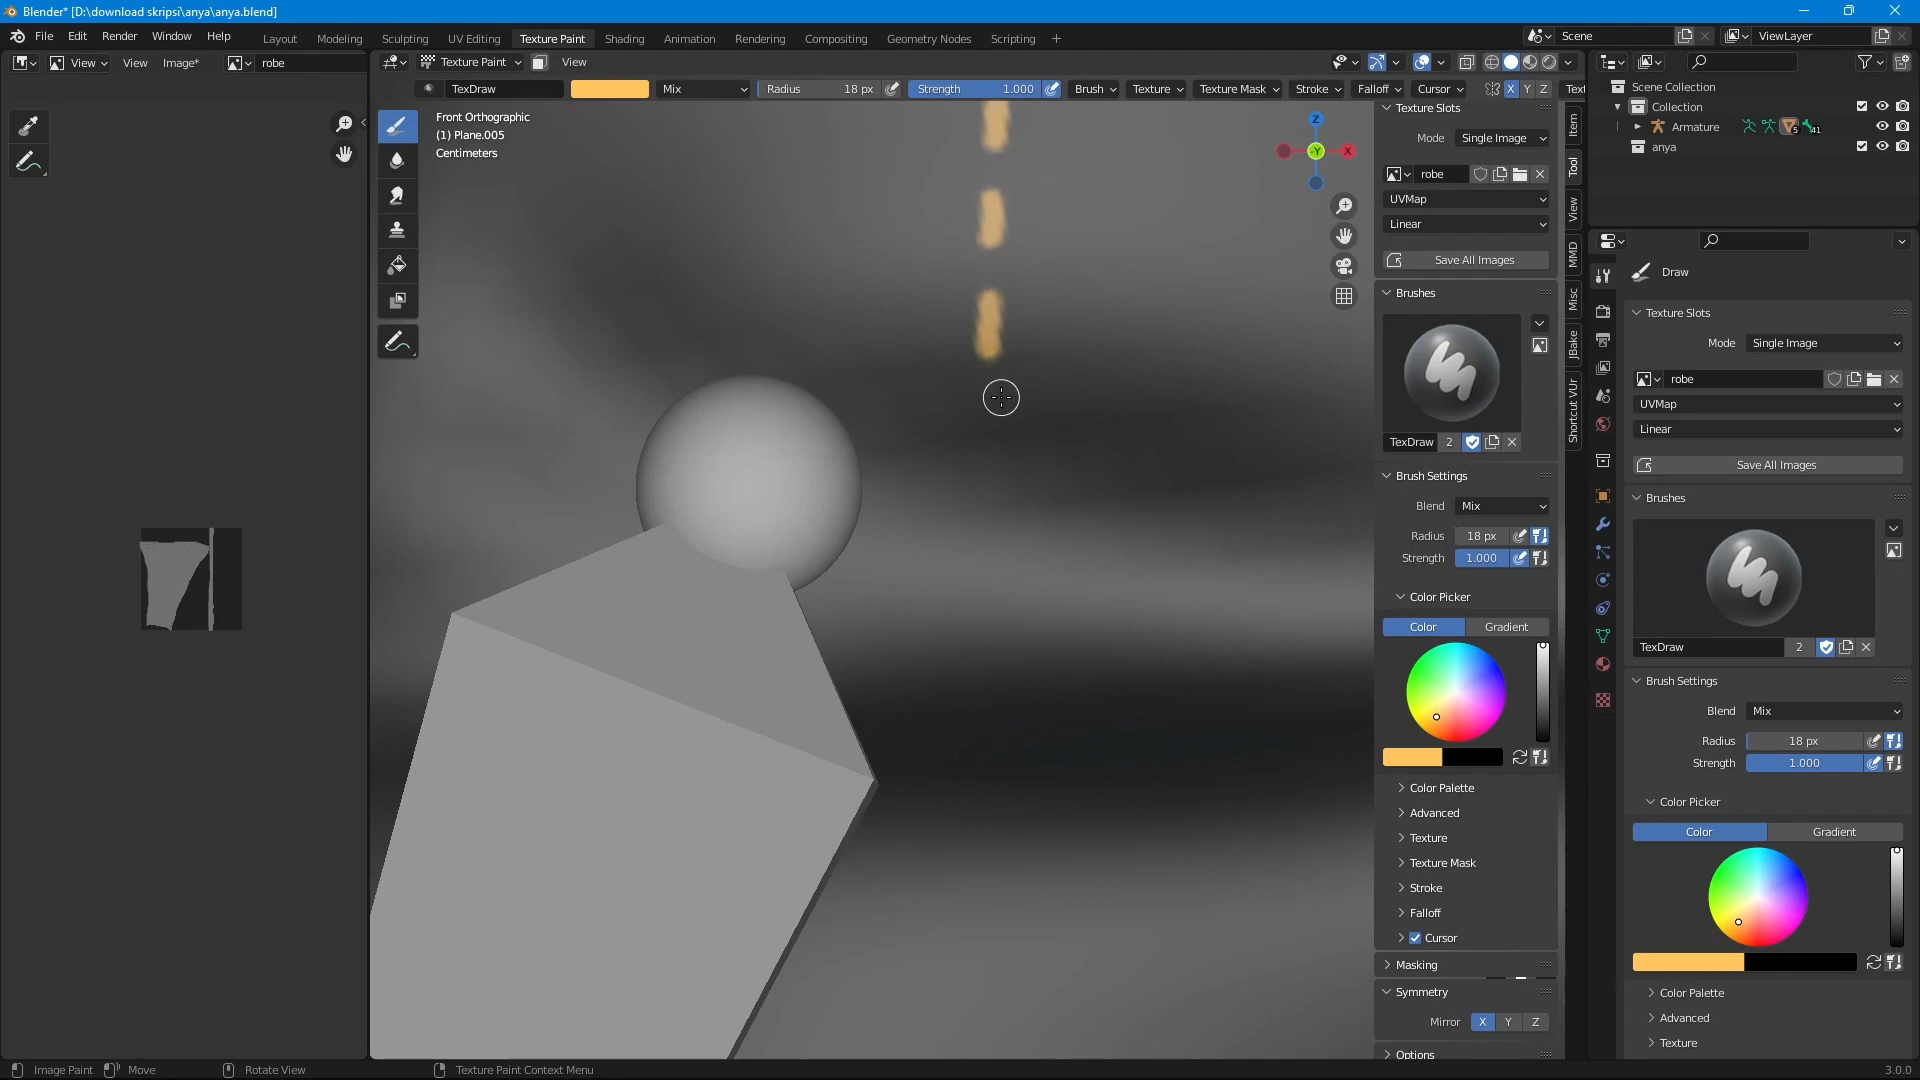 Blender* [D:\download skripsi\anya\anya.blend]
File Edit Render Window Help Layout Modeling Sculpting UV Editing Texture Paint Shading Animation Rendering Compositing Geometry Nodes Scripting + Scene ViewLayer
View View Image* robe Texture Paint View
TexDraw Mix Radius 18 px Strength 1.000 Brush Texture Texture Mask Stroke Falloff Cursor X Y Z Text
Front Orthographic
(1) Plane.005
Centimeters
Z
X
-Y
Texture Slots
Mode Single Image
robe
UVMap
Linear
Save All Images
Brushes
TexDraw 2
Brush Settings
Blend Mix
Radius 18 px
Strength 1.000
Color Picker
Color Gradient
Color Palette
Advanced
Texture
Texture Mask
Stroke
Falloff
Cursor
Masking
Symmetry
Mirror X Y Z
Options
Item
Tool
View
MMD
Misc
JBake
Shortcut VUr
Scene Collection
Collection
Armature 5 41
anya
Draw
Texture Slots
Mode Single Image
robe
UVMap
Linear
Save All Images
Brushes
TexDraw 2
Brush Settings
Blend Mix
Radius 18 px
Strength 1.000
Color Picker
Color Gradient
Color Palette
Advanced
Texture
Image Paint Move Rotate View Texture Paint Context Menu 3.0.0